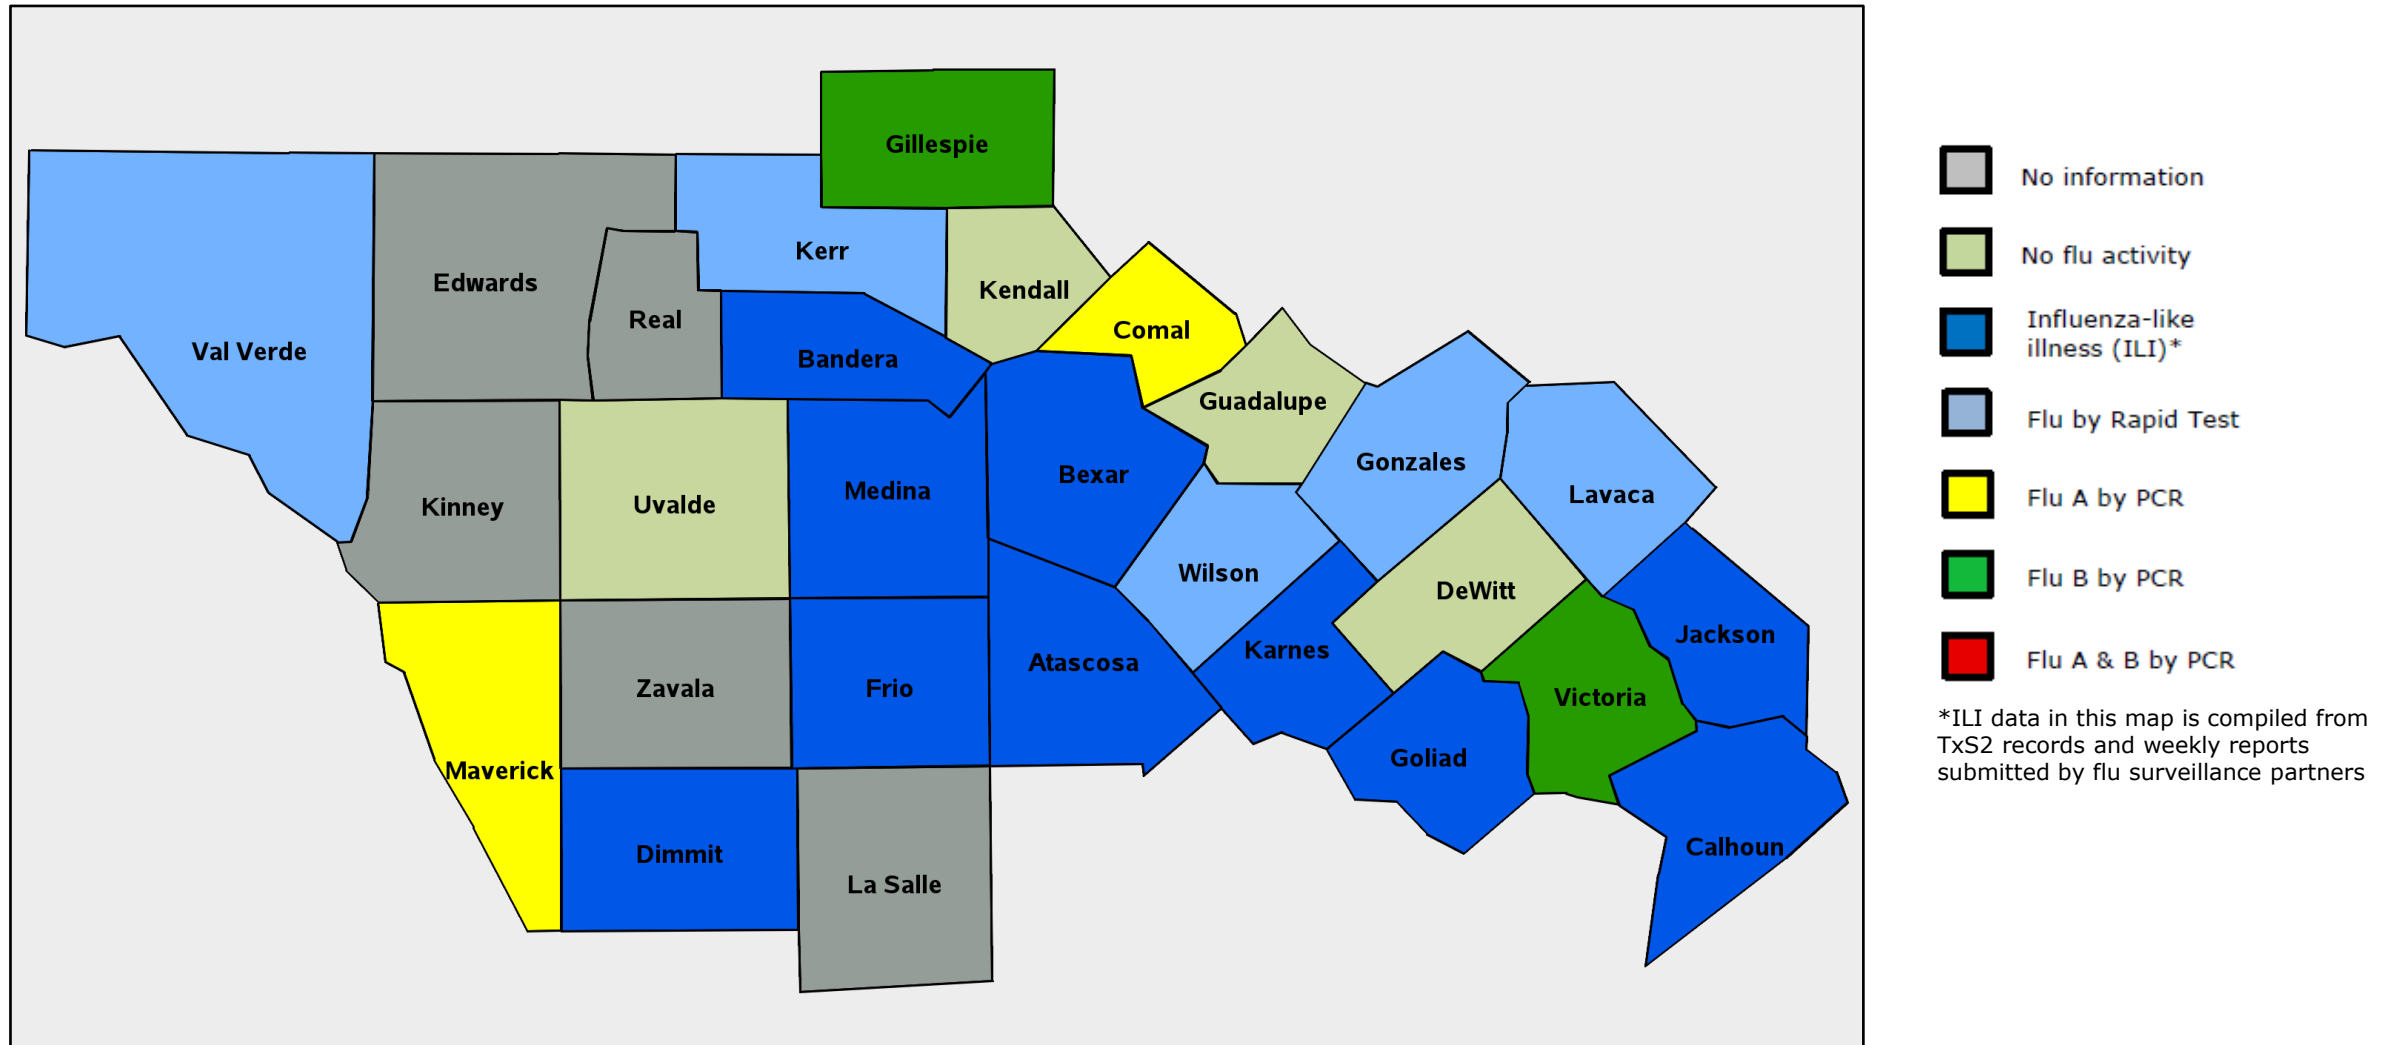 Gillespie
Kerr
Edwards
Kendall
Real
Comal
Val Verde
Bandera
Guadalupe
Gonzales
Bexar
Medina
Lavaca
Uvalde
Kinney
Wilson
DeWitt
Jackson
Karnes
Atascosa
Zavala
Frio
Victoria
Goliad
Maverick
Calhoun
Dimmit
La Salle
No information
No flu activity
Influenza-like
illness (ILI)*
Flu by Rapid Test
Flu A by PCR
Flu B by PCR
Flu A & B by PCR
*ILI data in this map is compiled from
TxS2 records and weekly reports
submitted by flu surveillance partners